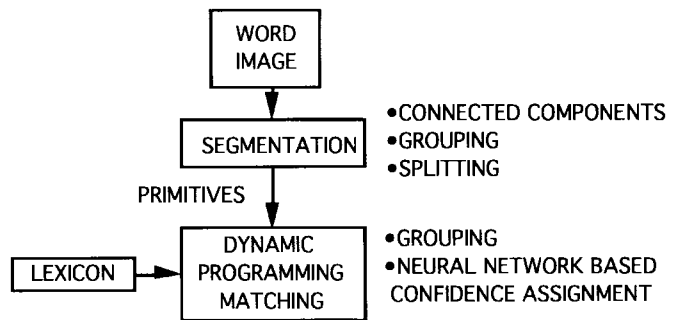 WORD
IMAGE
SEGMENTATION
•CONNECTED COMPONENTS
•GROUPING
•SPLITTING
PRIMITIVES
LEXICON
DYNAMIC
PROGRAMMING
MATCHING
•GROUPING
•NEURAL NETWORK BASED
CONFIDENCE ASSIGNMENT